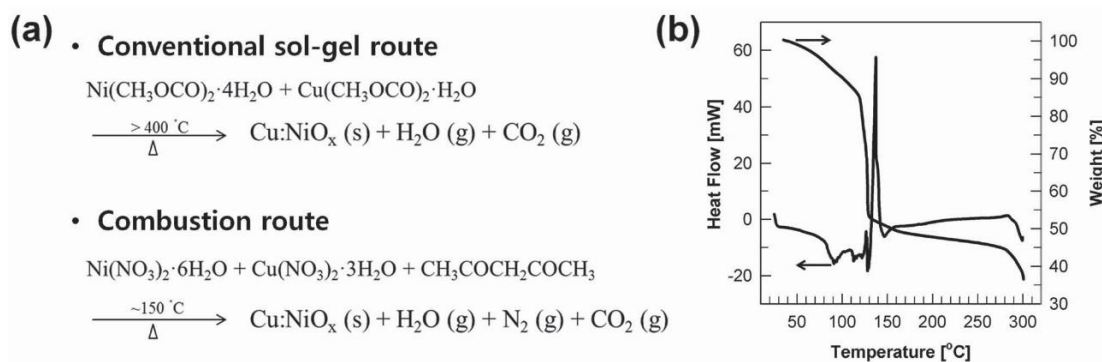 (a)
• Conventional sol-gel route
Ni(CH₃OCO)₂·4H₂O + Cu(CH₃OCO)₂·H₂O
> 400 °C
Δ
Cu:NiOₓ (s) + H₂O (g) + CO₂ (g)
• Combustion route
Ni(NO₃)₂·6H₂O + Cu(NO₃)₂·3H₂O + CH₃COCH₂COCH₃
~150 °C
Δ
Cu:NiOₓ (s) + H₂O (g) + N₂ (g) + CO₂ (g)
(b)
Heat Flow [mW]
60
40
20
0
-20
50 100 150 200 250 300
Temperature [°C]
100
90
80
70
60
50
40
30
Weight [%]